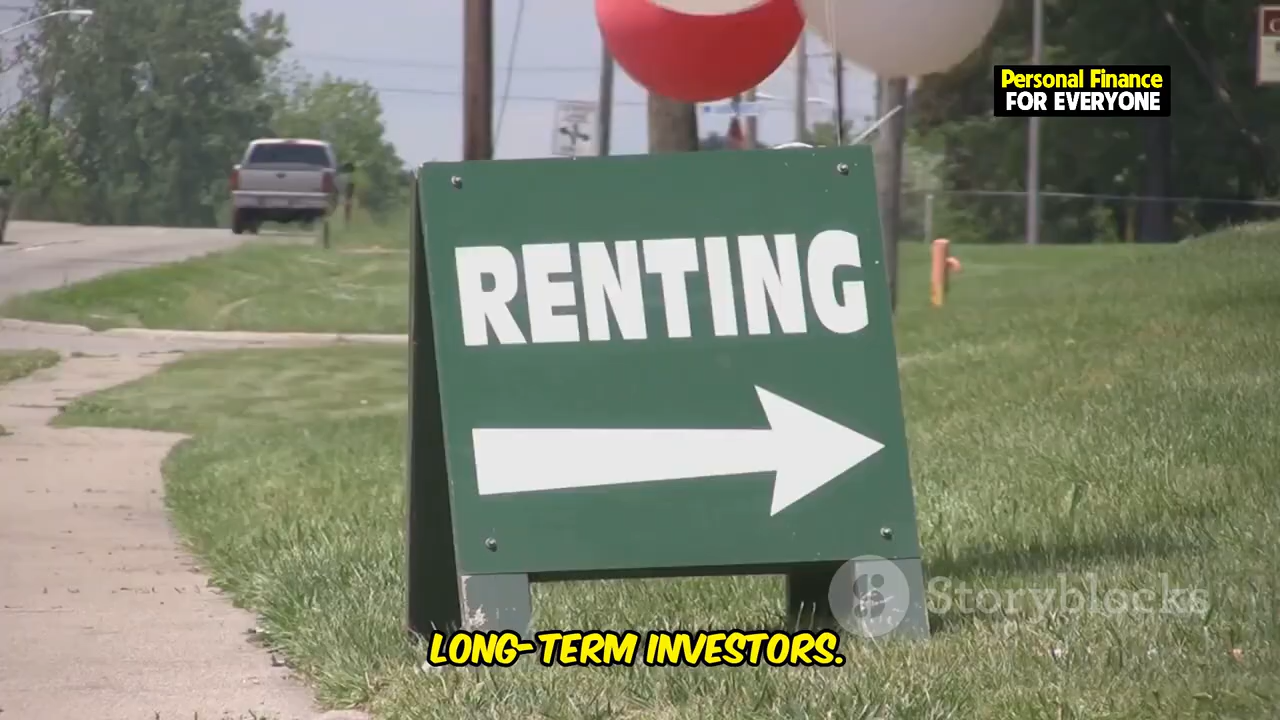 Personal Finance
FOR EVERYONE
RENTING
Storyblocks
LONG-TERM INVESTORS.